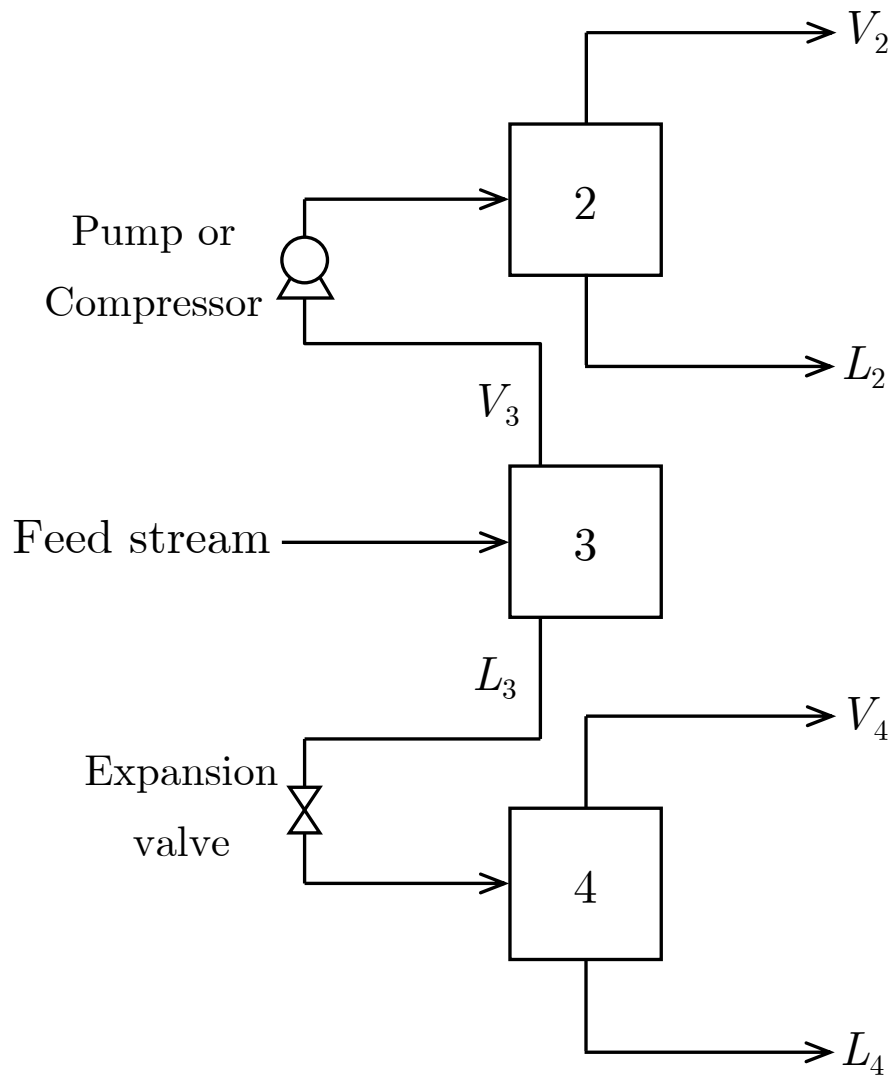 V₂
2
Pump or
Compressor
L₂
V₃
Feed stream
3
L₃
V₄
Expansion
valve
4
L₄